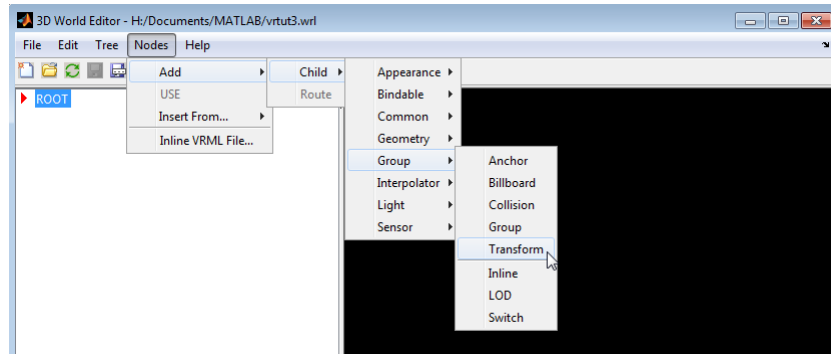 3D World Editor - H:/Documents/MATLAB/vrtut3.wrl
File Edit Tree Nodes Help
ROOT
Add
USE
Insert From...
Inline VRML File...
Child
Route
Appearance
Bindable
Common
Geometry
Group
Interpolator
Light
Sensor
Anchor
Billboard
Collision
Group
Transform
Inline
LOD
Switch